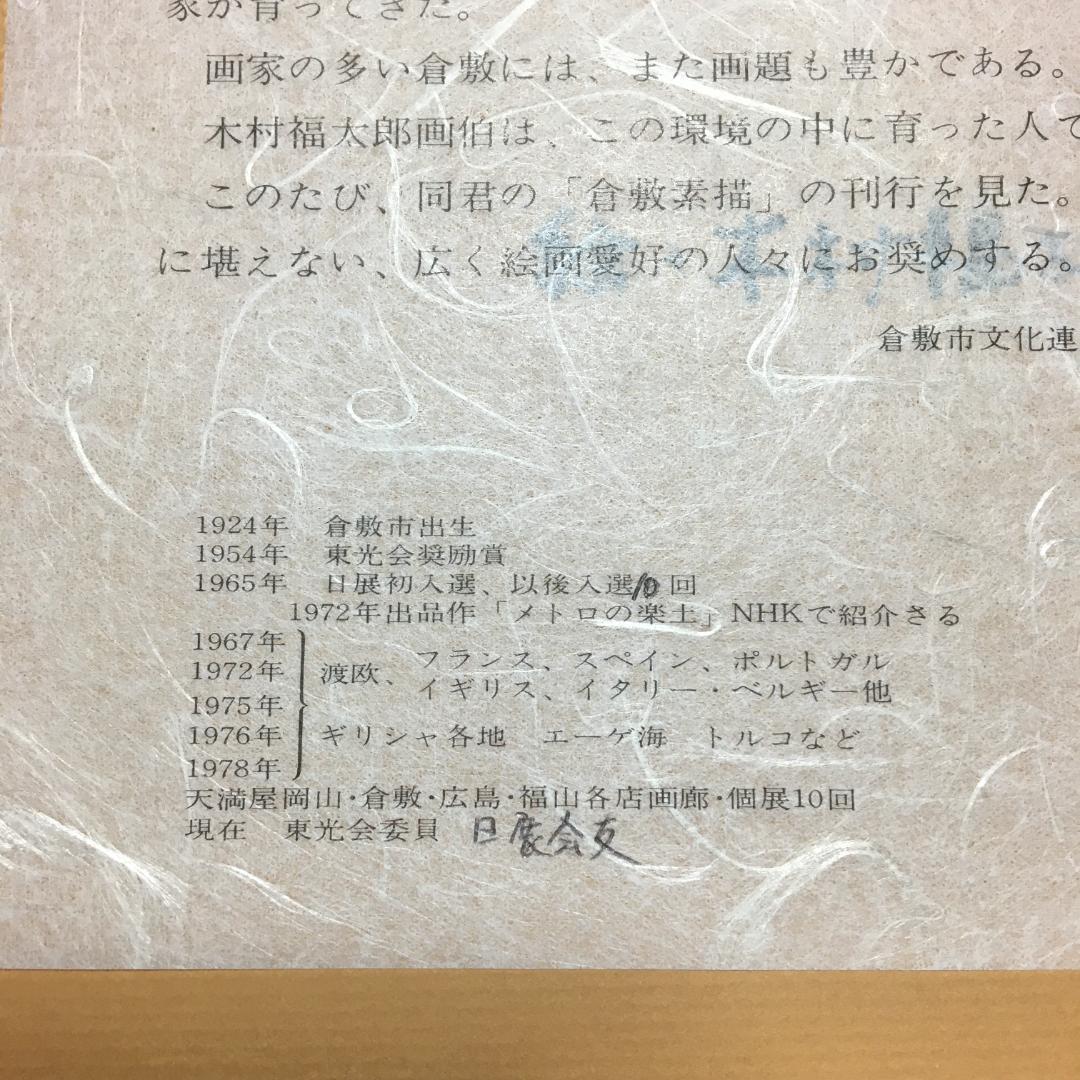 家が育ってきた。
画家の多い倉敷には、また画題も豊かである。
木村福太郎画伯は、この環境の中に育った人で
このたび、同君の「倉敷素描」の刊行を見た。
に堪えない、広く絵画愛好の人々にお奨めする。
倉敷市文化連
1924年 倉敷市出生
1954年 東光会奨励賞
1965年 日展初入選、以後入選10回
1972年出品作「メトロの楽士」NHKで紹介さる
1967年
1972年
1975年
1976年
1978年
渡欧、フランス、スペイン、ポルトガル
イギリス、イタリー・ベルギー他
ギリシャ各地 エーゲ海 トルコなど
天満屋岡山・倉敷・広島・福山各店画廊・個展10回
現在 東光会委員 日展会友